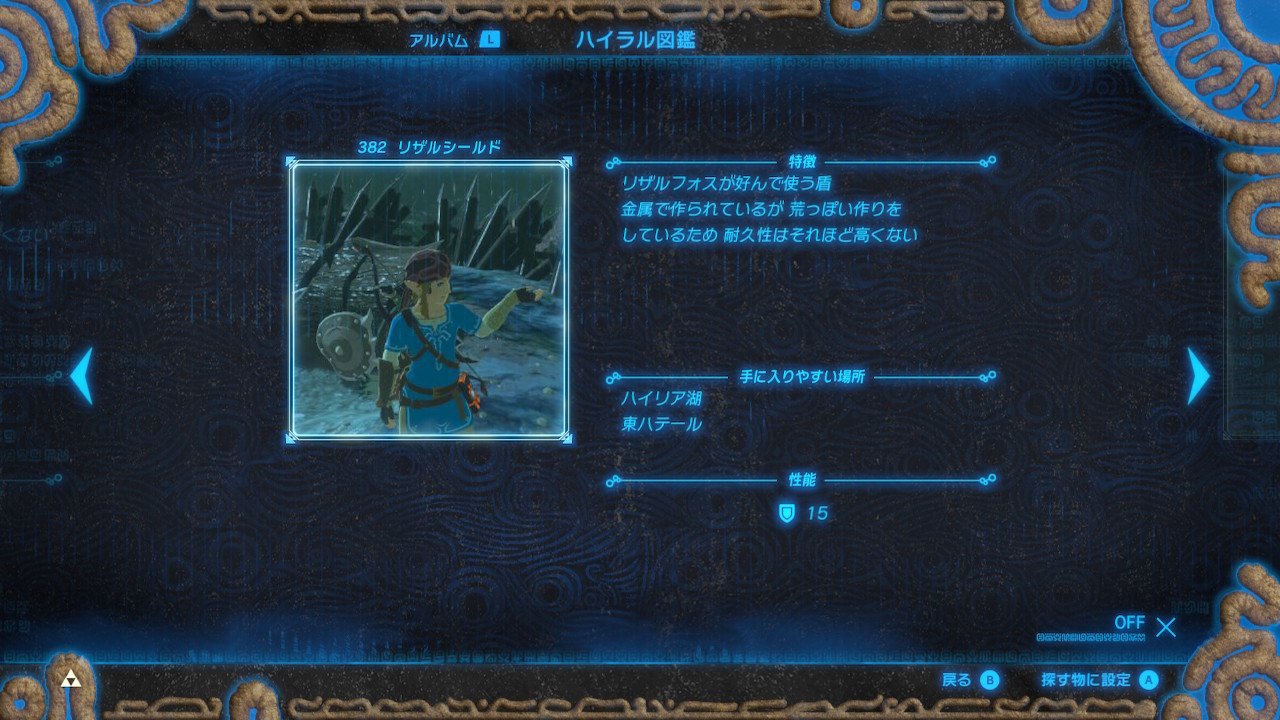 アルバム L
ハイラル図鑑
382 リザルシールド
特徴
リザルフォスが好んで使う盾
金属で作られているが 荒っぽい作りを
しているため 耐久性はそれほど高くない
手に入りやすい場所
ハイリア湖
東ハテール
性能
15
OFF
戻る B
探す物に設定 A